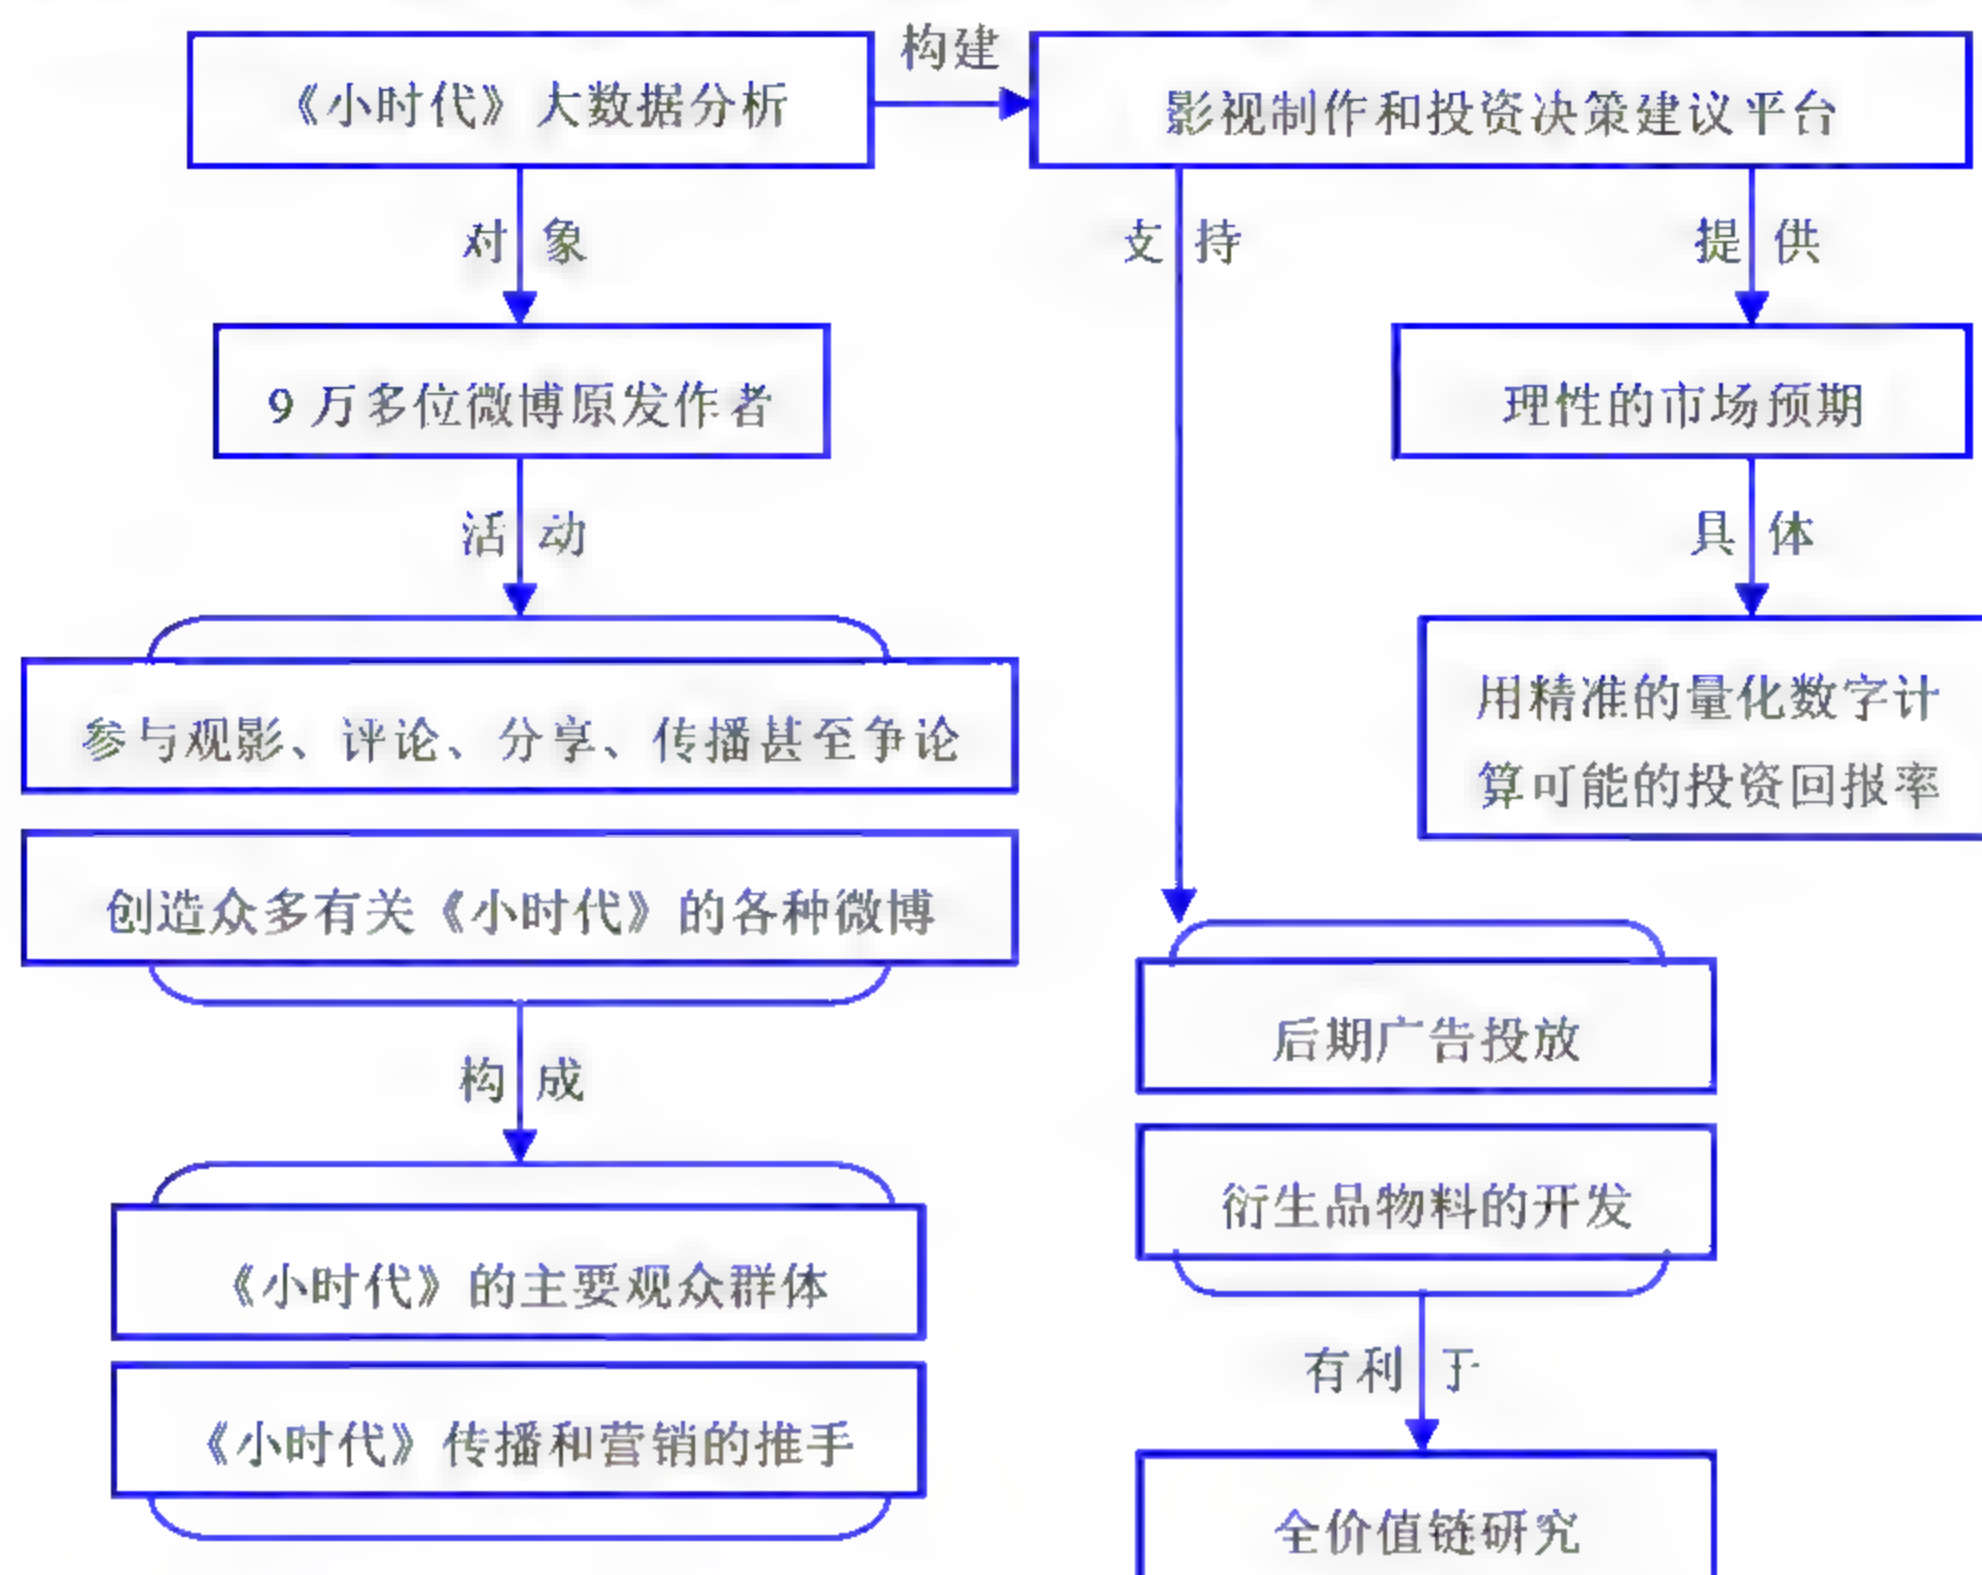 《小时代》大数据分析
构建
影视制作和投资决策建议平台
对象
支持
提供
9万多位微博原发作者
理性的市场预期
活动
具体
参与观影、评论、分享、传播甚至争论
用精准的量化数字计
算可能的投资回报率
创造众多有关《小时代》的各种微博
后期广告投放
构成
衍生品物料的开发
《小时代》的主要观众群体
有利于
《小时代》传播和营销的推手
全价值链研究